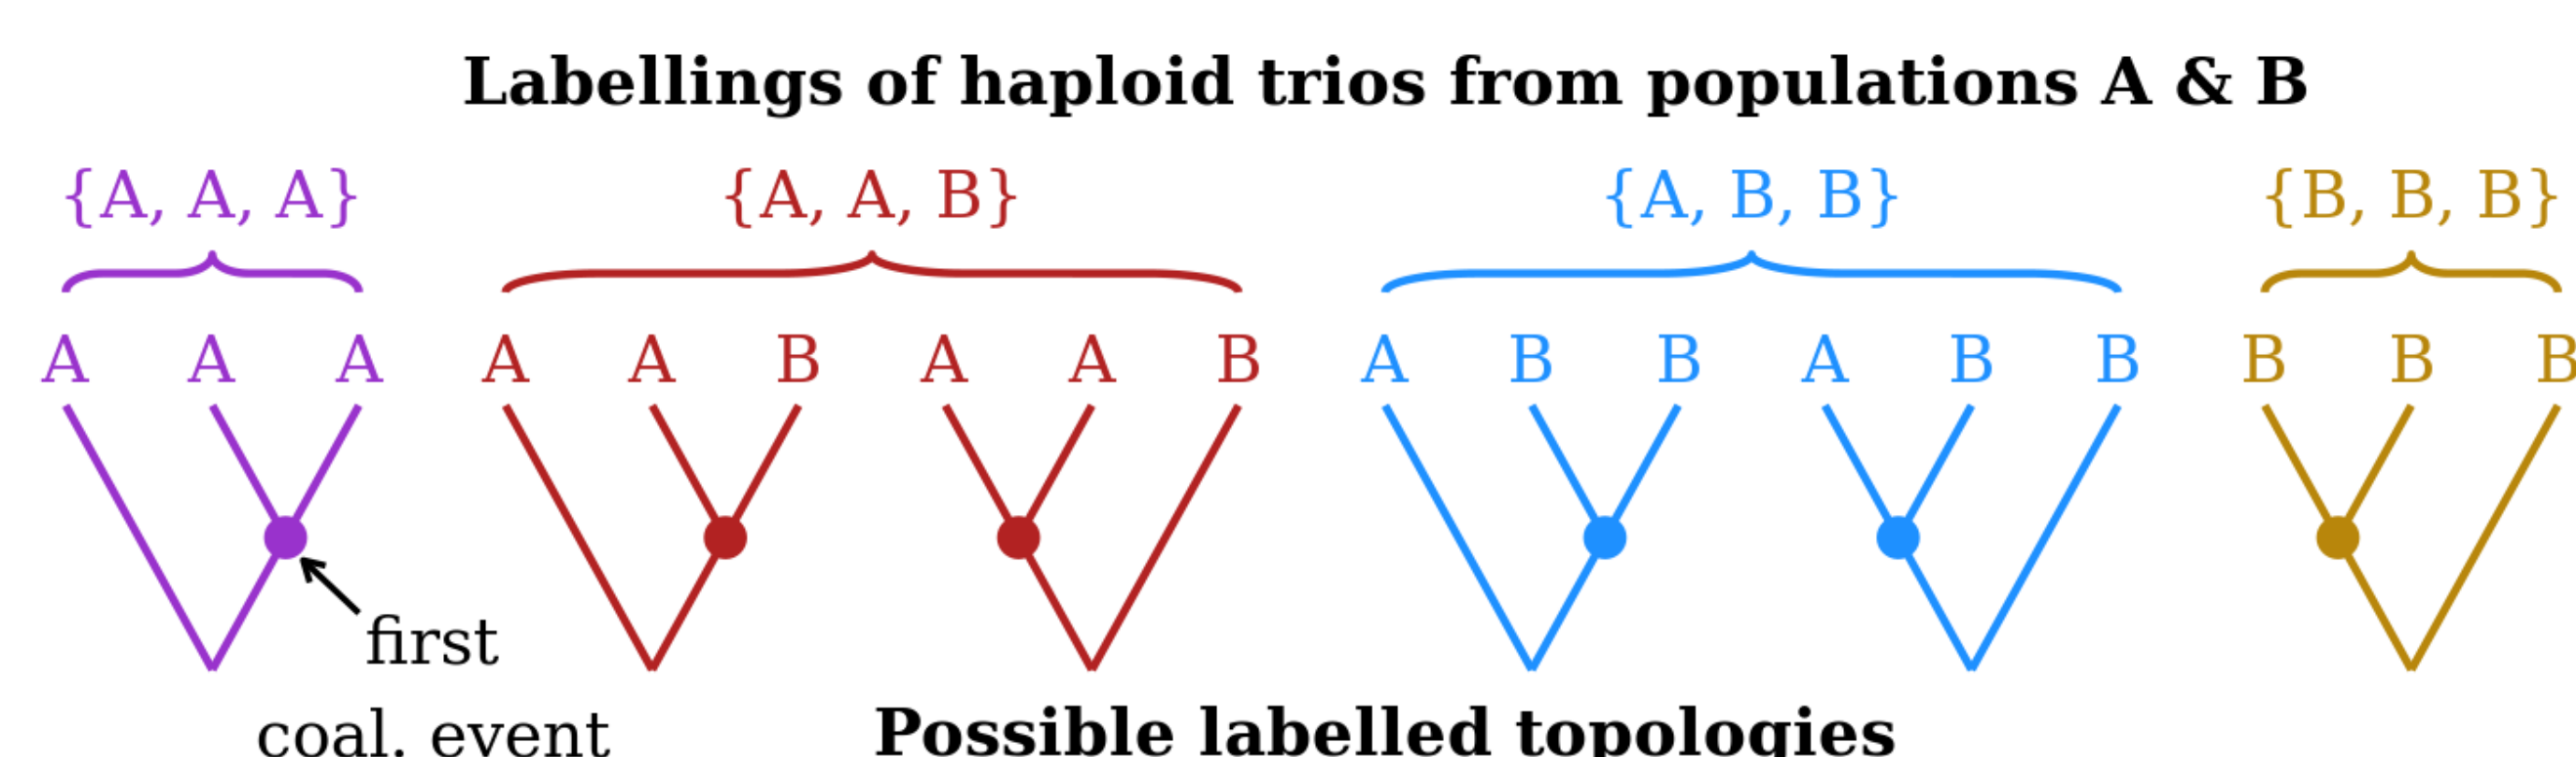 Labellings of haploid trios from populations A & B
{A, A, A} {A, A, B} {A, B, B} {B, B, B}
A A A A A B A A B A B B A B B B B B
first
coal. event
Possible labelled topologies